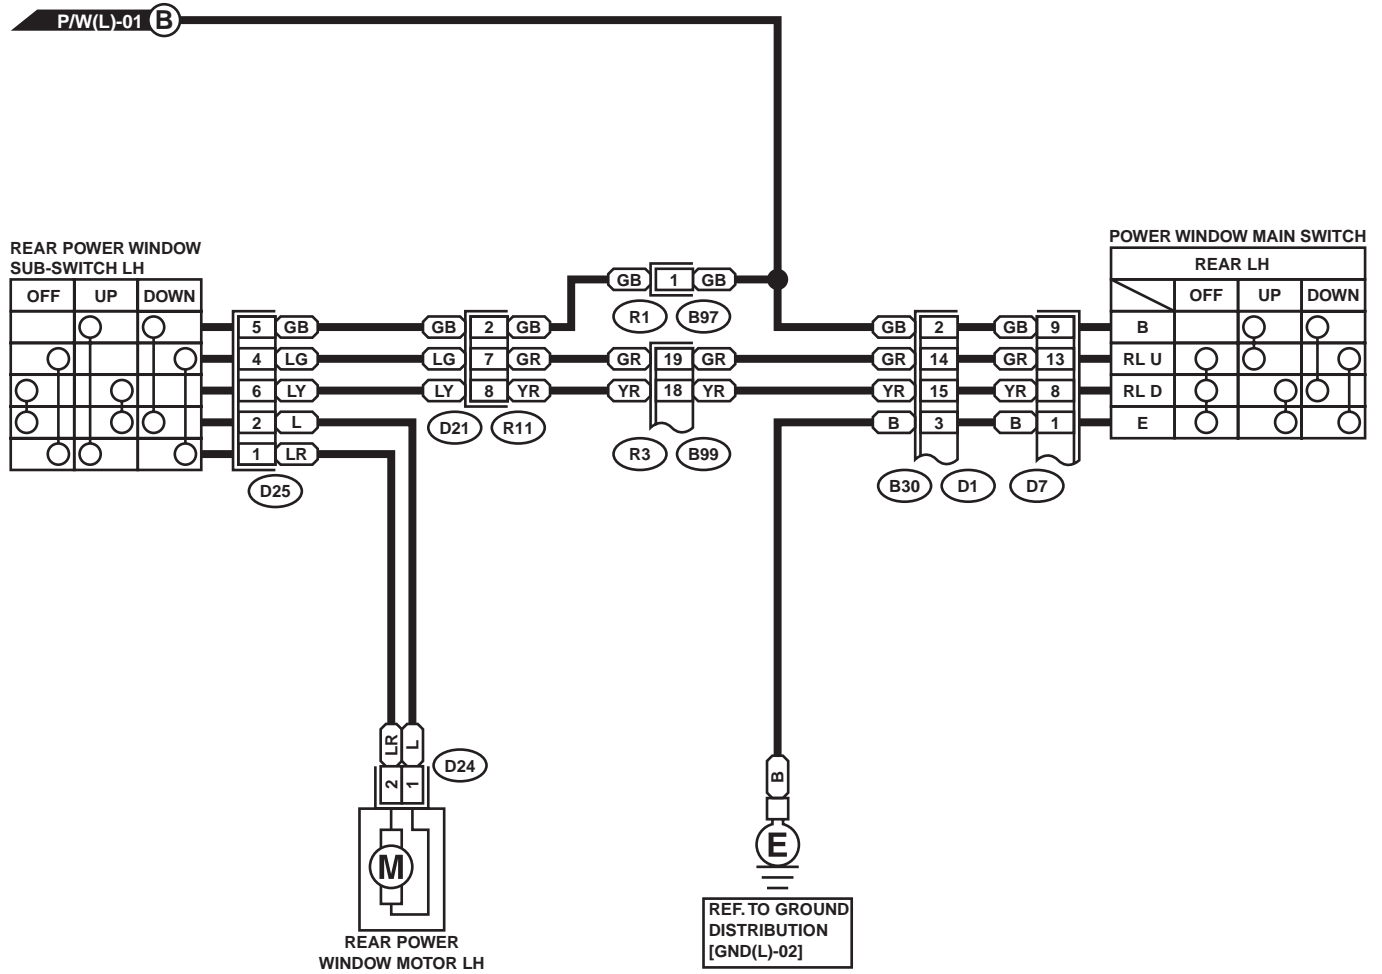 P/W(L)-01 B
POWER WINDOW MAIN SWITCH
REAR LH
OFF UP DOWN
REAR POWER WINDOW
SUB-SWITCH LH
OFF UP DOWN
GB 1 GB
R1 B97
5 GB GB 2 GB GB 2 GB 9 B
4 LG LG 7 GR GR 19 GR GR 14 GR 13 RL U
6 LY LY 8 YR YR 18 YR YR 15 YR 8 RL D
2 L B 3 B 1 E
D21 R11
1 LR
R3 B99
D25
B30 D1 D7
LR L
D24
2 1
B
M
E
REAR POWER
WINDOW MOTOR LH
REF. TO GROUND
DISTRIBUTION
[GND(L)-02]